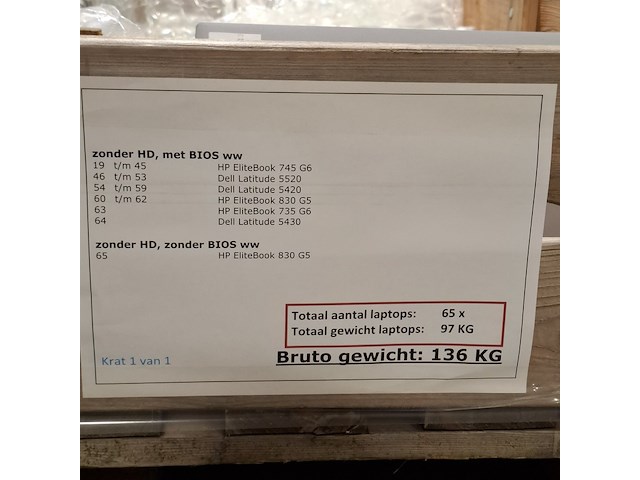 zonder HD, met BIOS ww
19 t/m 45 HP EliteBook 745 G6
46 t/m 53 Dell Latitude 5520
54 t/m 59 Dell Latitude 5420
60 t/m 62 HP EliteBook 830 G5
63 HP EliteBook 735 G6
64 Dell Latitude 5430
zonder HD, zonder BIOS ww
65 HP EliteBook 830 G5
Totaal aantal laptops: 65 x
Totaal gewicht laptops: 97 KG
Bruto gewicht: 136 KG
Krat 1 van 1